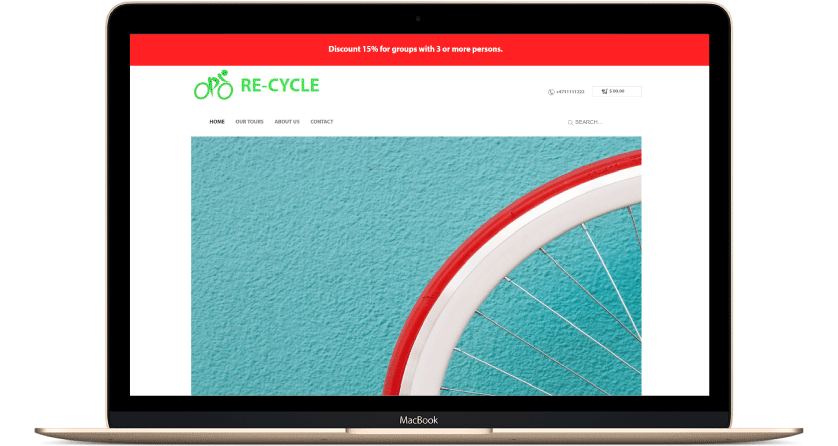 Discount 15% for groups with 3 or more persons.
RE-CYCLE
+4711111222
$ 00.00
HOME OUR TOURS ABOUT US CONTACT
SEARCH...
MacBook